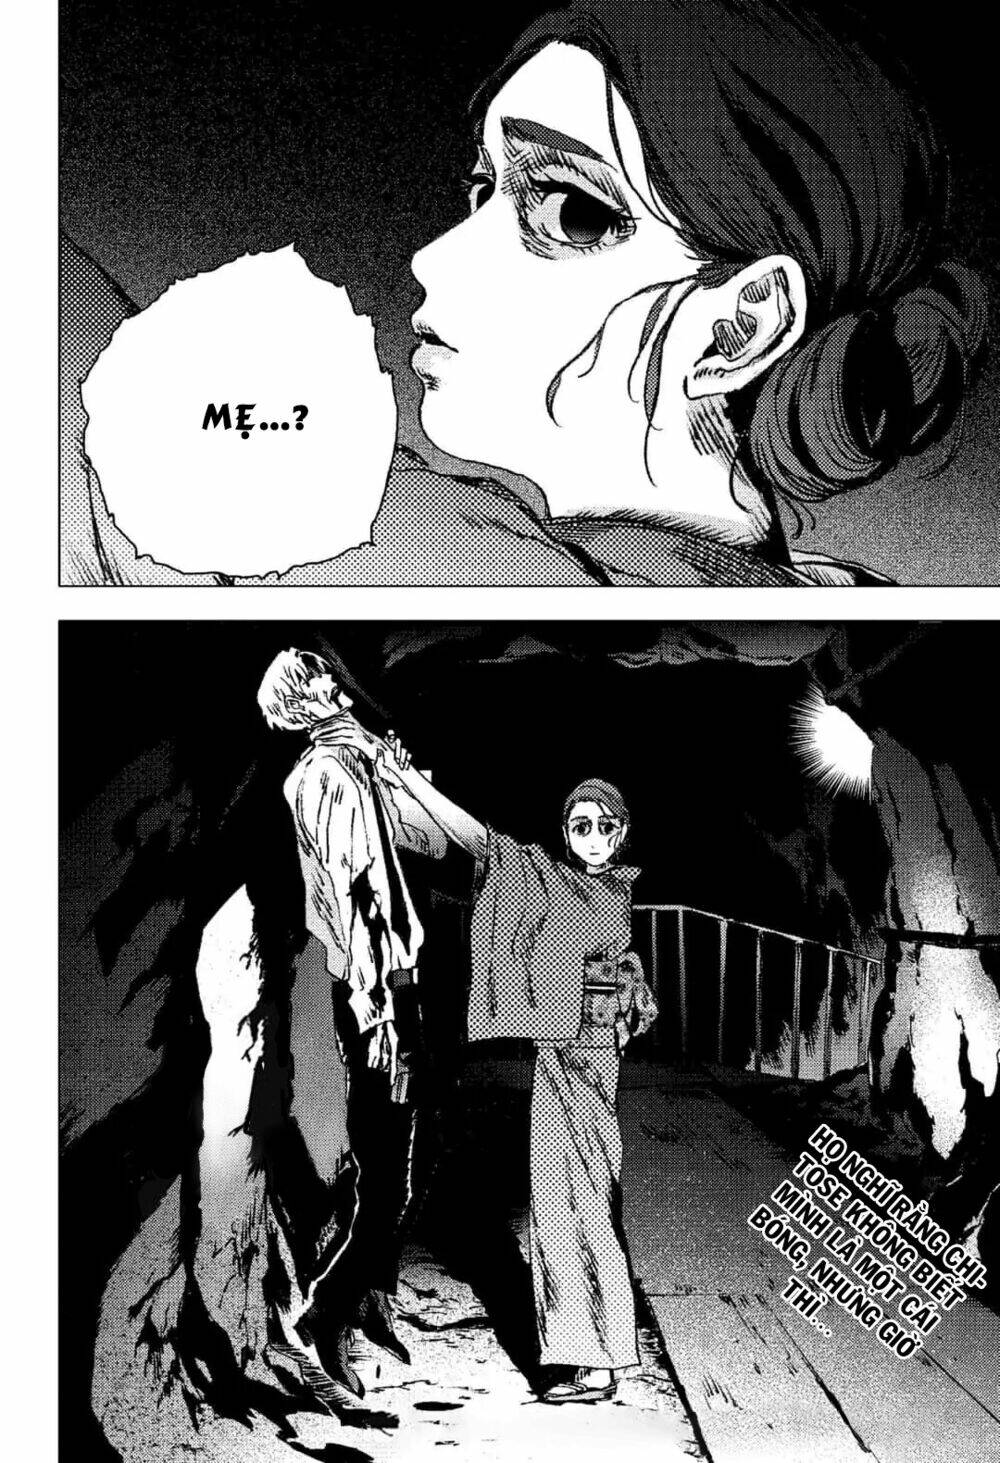 MẸ...?
HỌ NGHĨ RẰNG CHI-
TOSE KHÔNG BIẾT
MÌNH LÀ MỘT CÁI
BÓNG, NHƯNG GIỜ
THÌ...